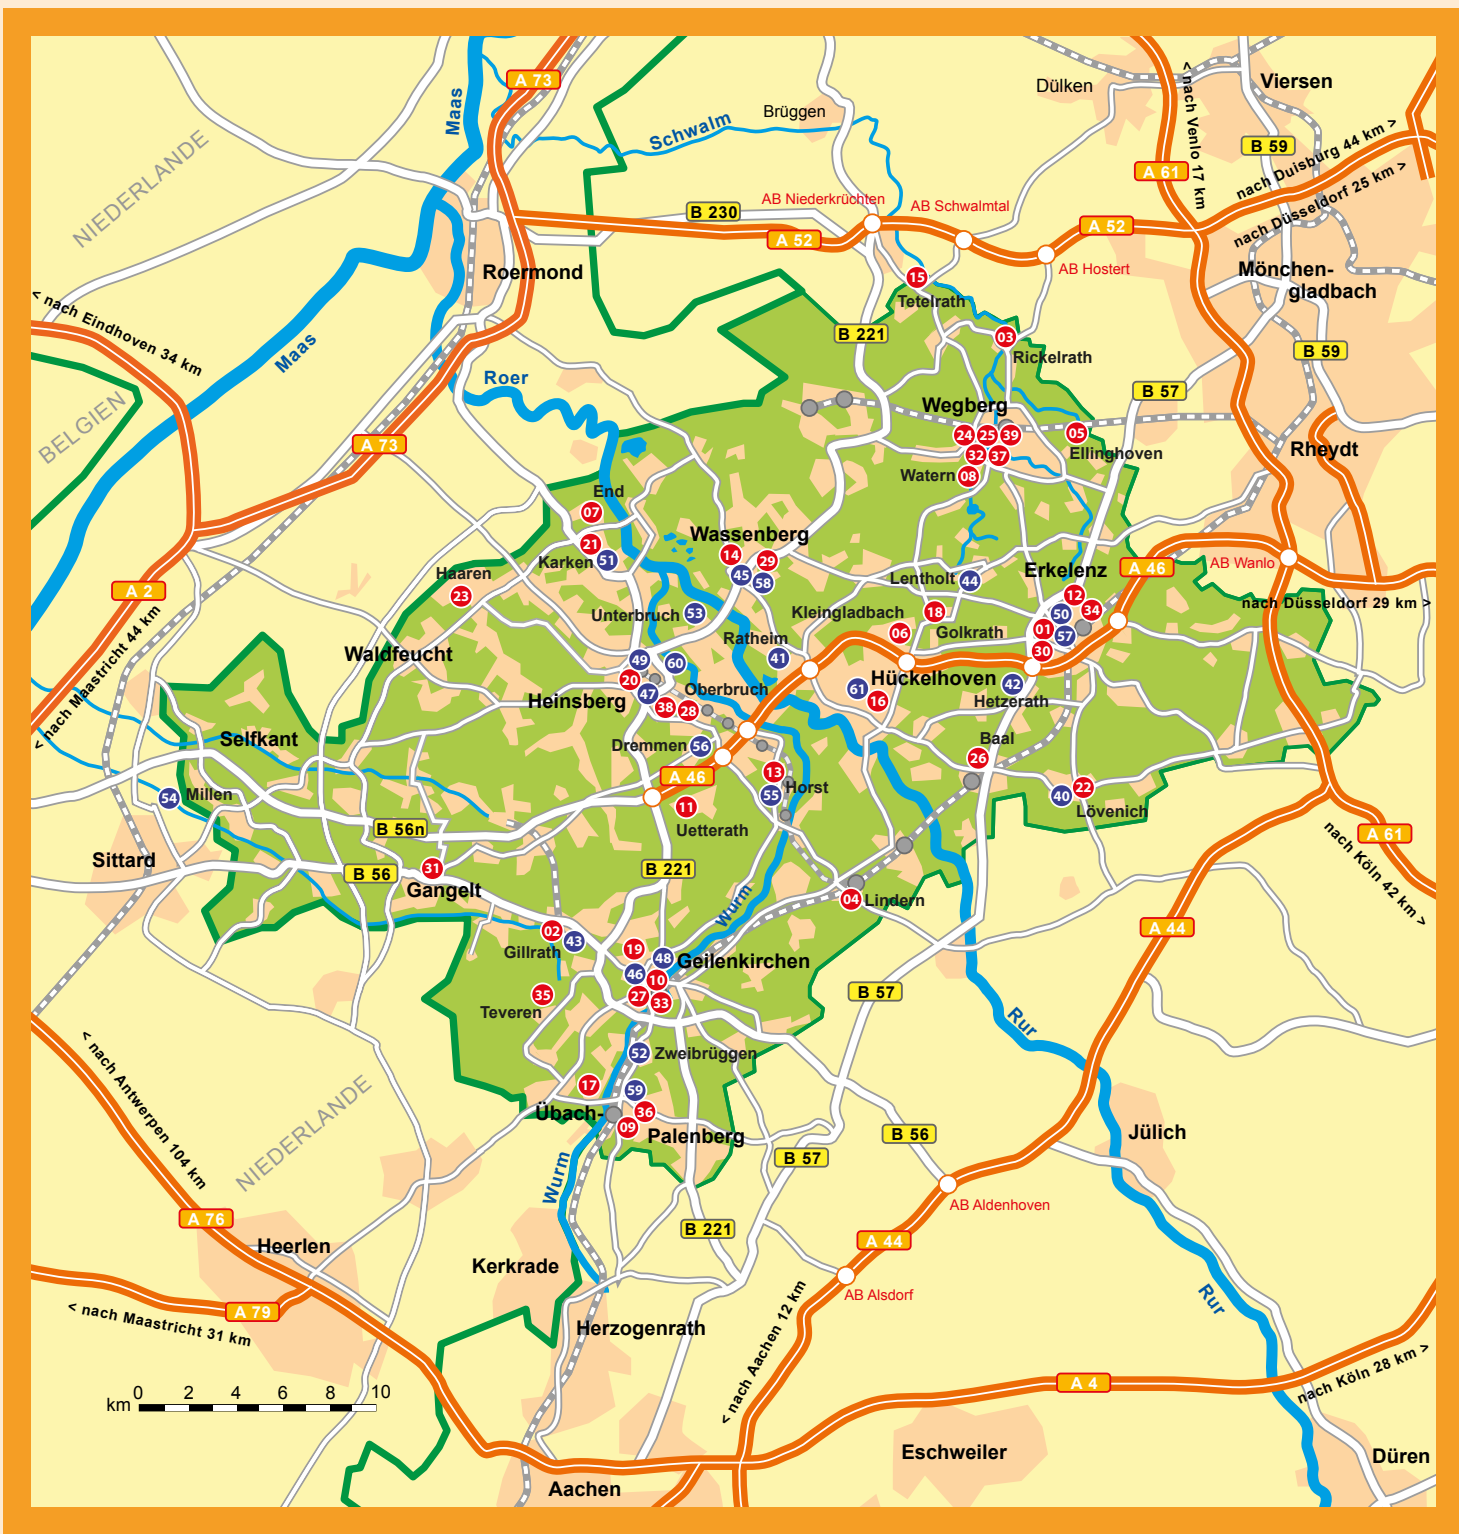 A 73
Maas
Schwalm
Brüggen
Dülken
Viersen
< nach Venlo 17 km
B 59
nach Duisburg 44 km >
nach Düsseldorf 25 km >
A 61
NIEDERLANDE
AB Niederkrüchten
AB Schwalmtal
B 230
A 52
A 52
AB Hostert
Roermond
15
Tetelrath
Mönchen-
gladbach
< nach Eindhoven 34 km
Maas
B 221
03
Rickelrath
B 59
Roer
B 57
BELGIEN
Wegberg
24
25
39
05
32
37
Ellinghoven
A 73
Rheydt
Watern
08
End
07
Wassenberg
21
Karken
51
14
29
45
58
Haaren
23
Lentholt
44
Erkelenz
A 46
AB Wanlo
A 2
Unterbruch
53
Kleingladbach
18
12
34
50
nach Düsseldorf 29 km >
06
Golkrath
01
57
30
Ratheim
41
Waldfeucht
49
60
20
47
Oberbruch
Heinsberg
38
28
61
16
Hückelhoven
42
Hetzerath
< nach Maastricht 44 km
Selfkant
Dremmen
56
Baal
26
A 46
13
Horst
55
54
Millen
11
Uetterath
40
22
Lövenich
B 56n
A 61
nach Köln 42 km >
Sittard
B 56
31
Gangelt
B 221
Wurm
04
Lindern
A 44
02
Gillrath
43
19
48
Geilenkirchen
46
10
27
33
35
Teveren
B 57
Rur
52
Zweibrüggen
< nach Antwerpen 104 km
NIEDERLANDE
17
59
Übach-
36
09
Palenberg
B 56
Jülich
B 57
Wurm
AB Aldenhoven
A 76
B 221
Heerlen
A 44
Kerkrade
AB Alsdorf
Rur
A 79
< nach Maastricht 31 km
Herzogenrath
< nach Aachen 12 km
nach Köln 28 km >
A 4
km 0 2 4 6 8 10
Eschweiler
Düren
Aachen